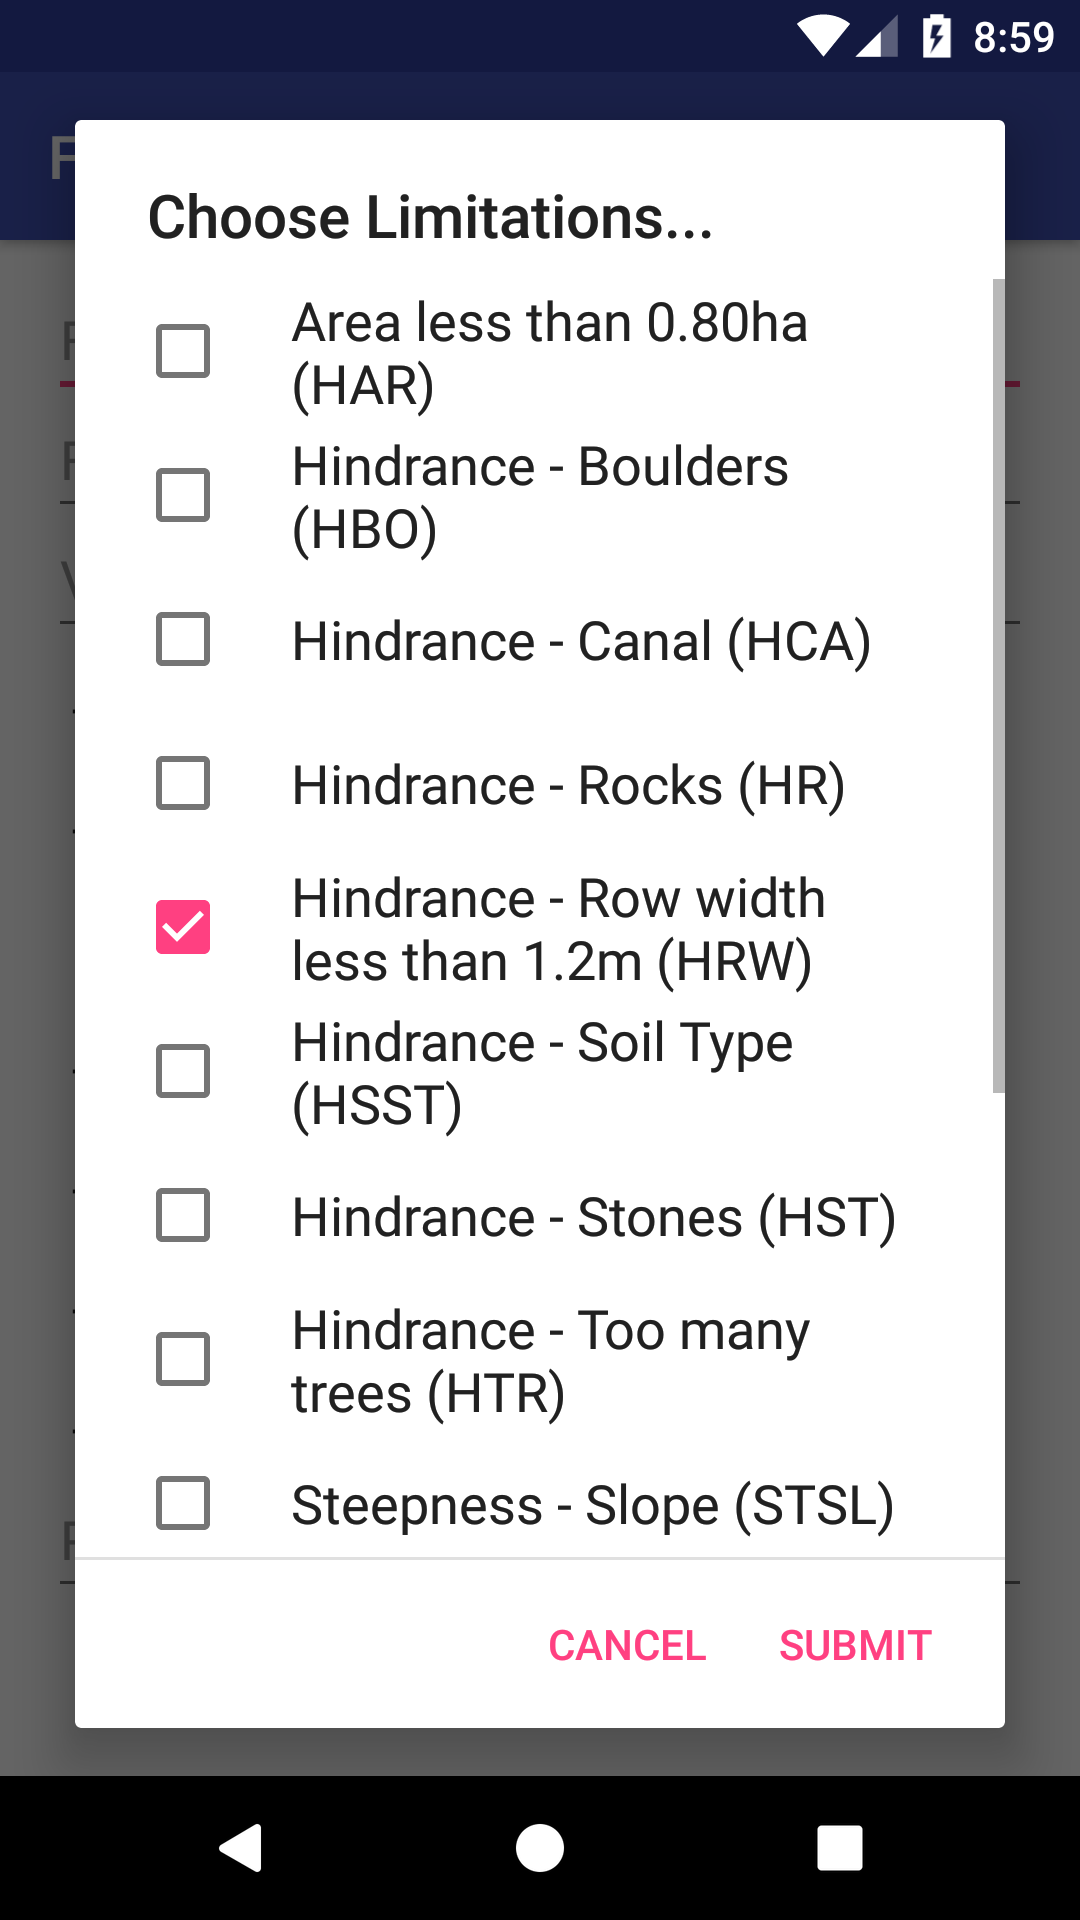 8:59
Choose Limitations...
Area less than 0.80ha
(HAR)
Hindrance - Boulders
(HBO)
Hindrance - Canal (HCA)
Hindrance - Rocks (HR)
Hindrance - Row width
less than 1.2m (HRW)
Hindrance - Soil Type
(HSST)
Hindrance - Stones (HST)
Hindrance - Too many
trees (HTR)
Steepness - Slope (STSL)
CANCEL SUBMIT